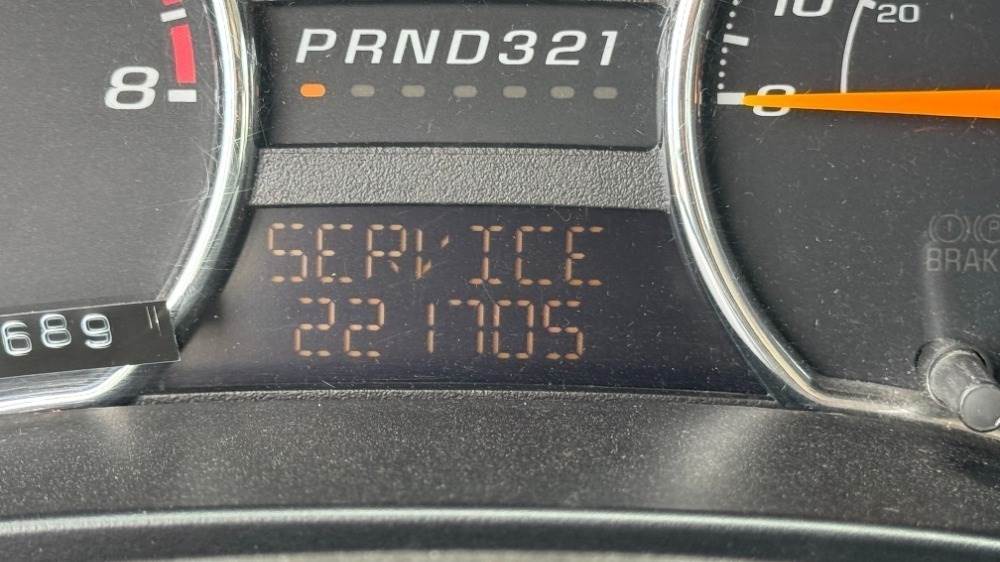 PRND321
8
10
20
0
SERVICE
221705
689
BRAK